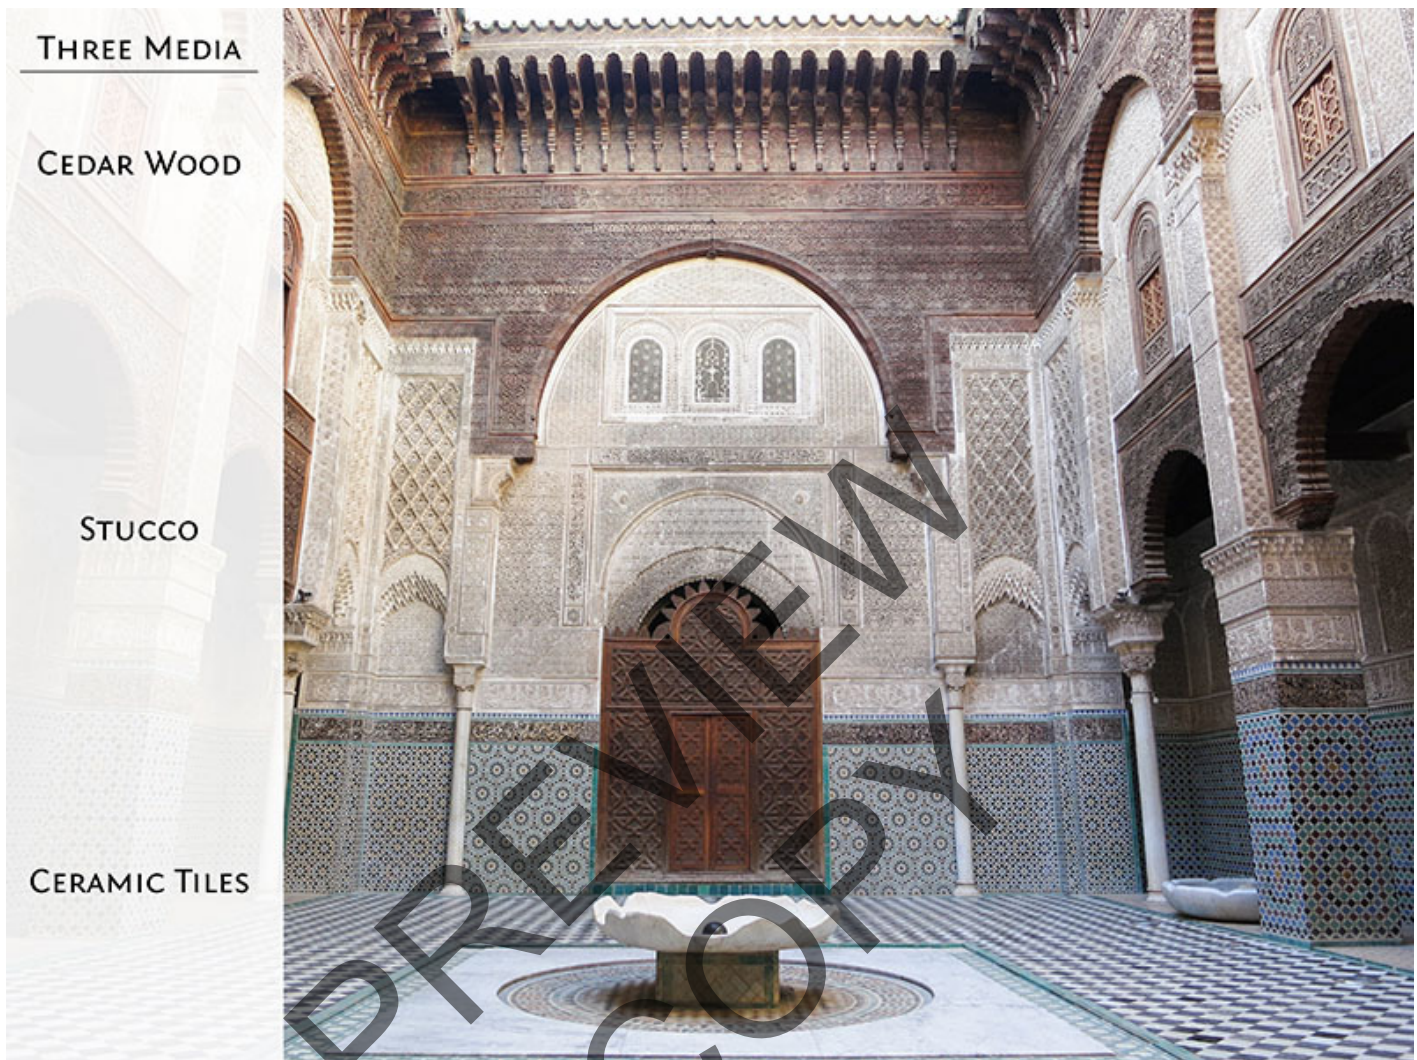 THREE MEDIA
CEDAR WOOD
STUCCO
CERAMIC TILES
PREVIEW
COPY